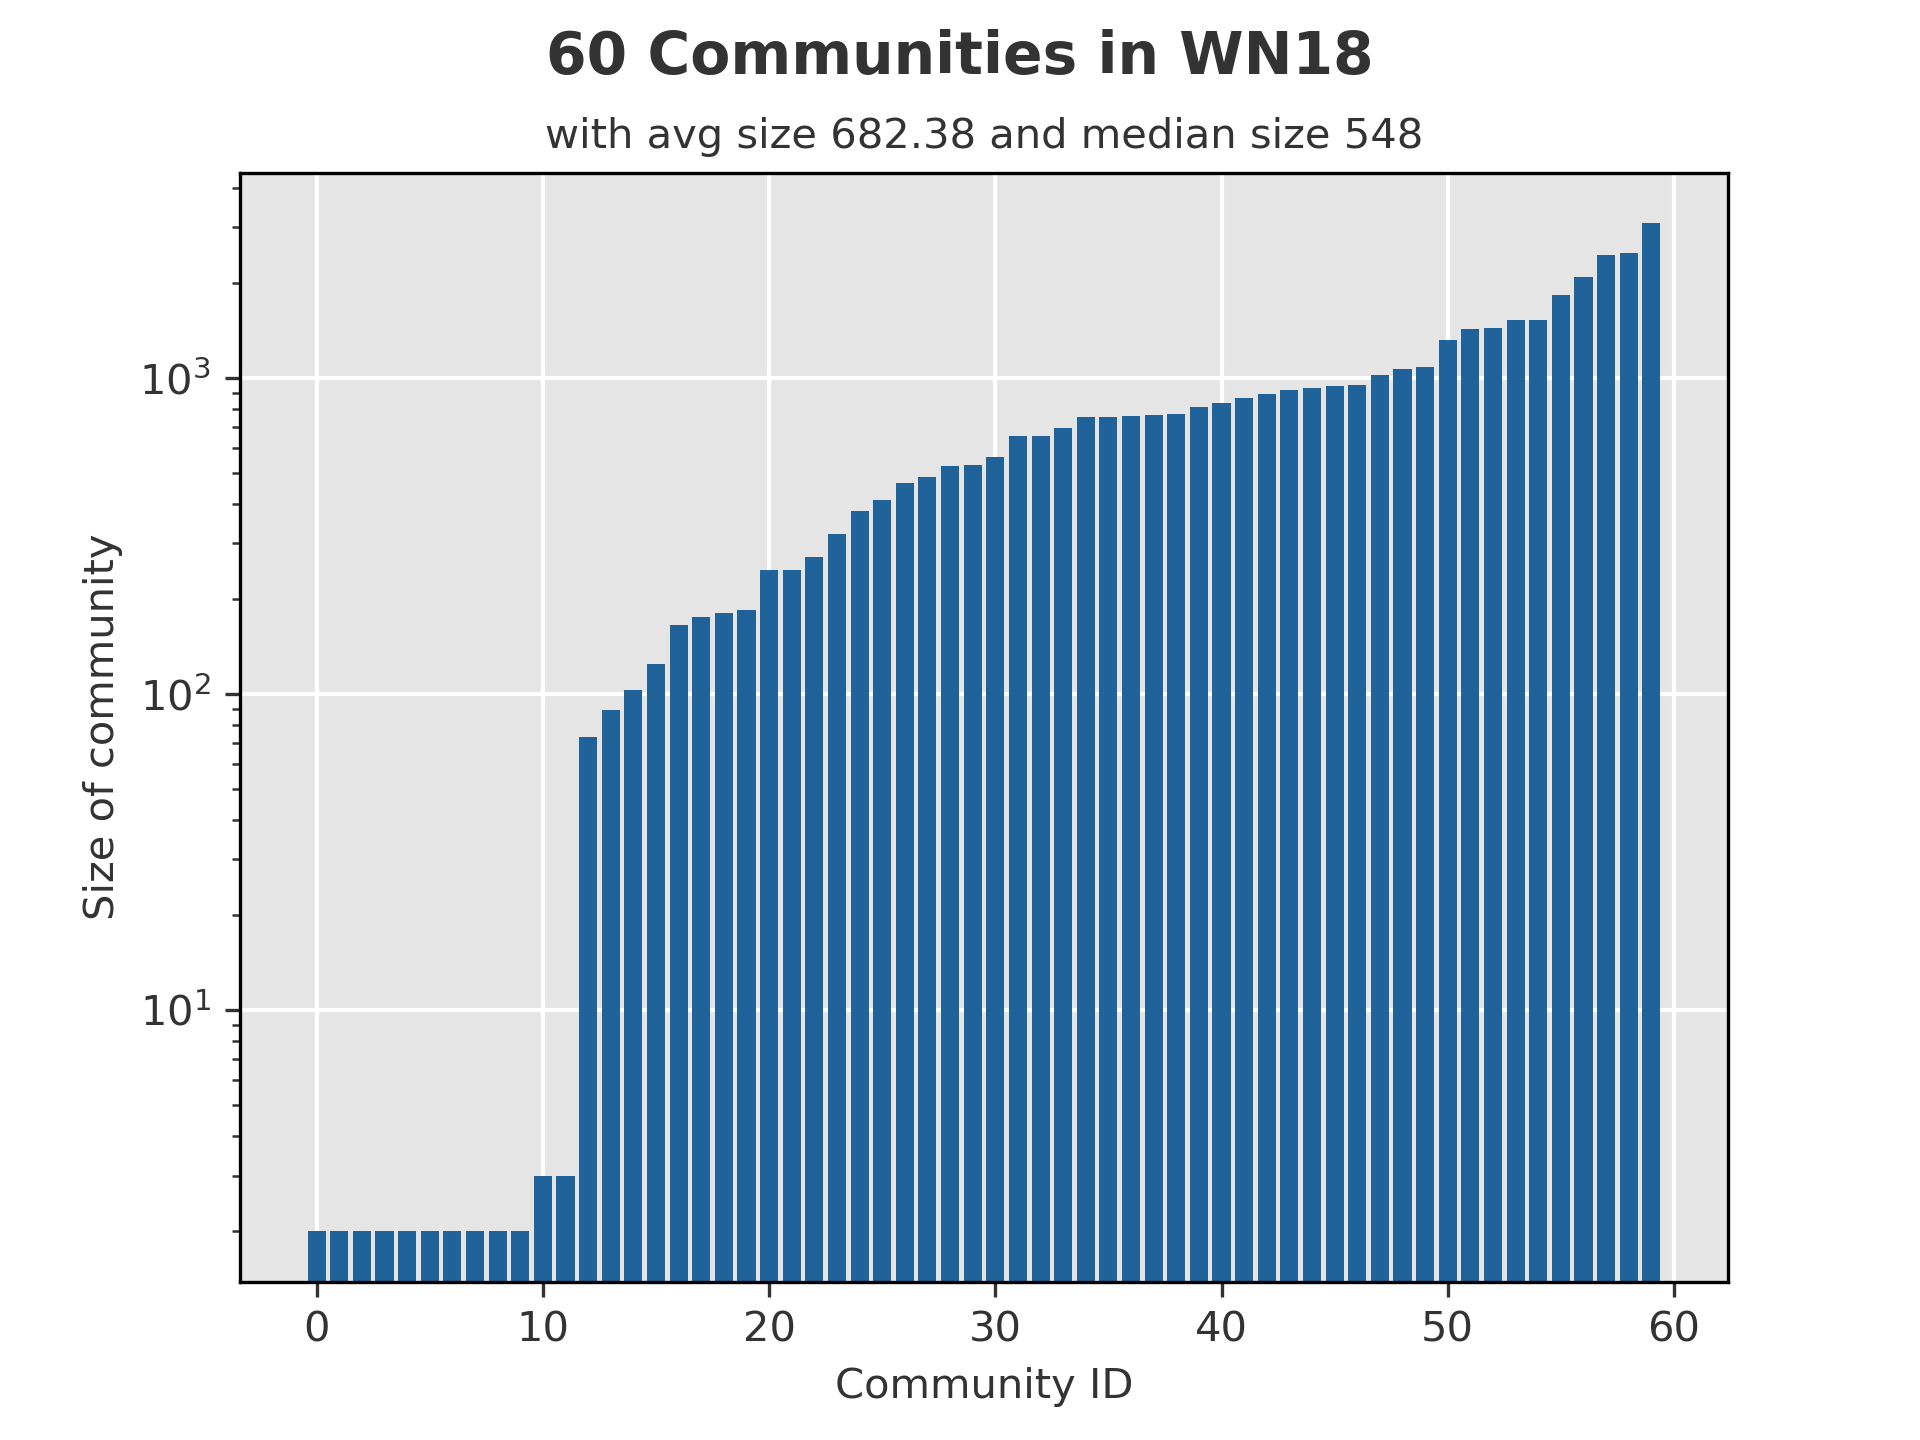 60 Communities in WN18
with avg size 682.38 and median size 548
10³
10²
10¹
Size of community
0 10 20 30 40 50 60
Community ID